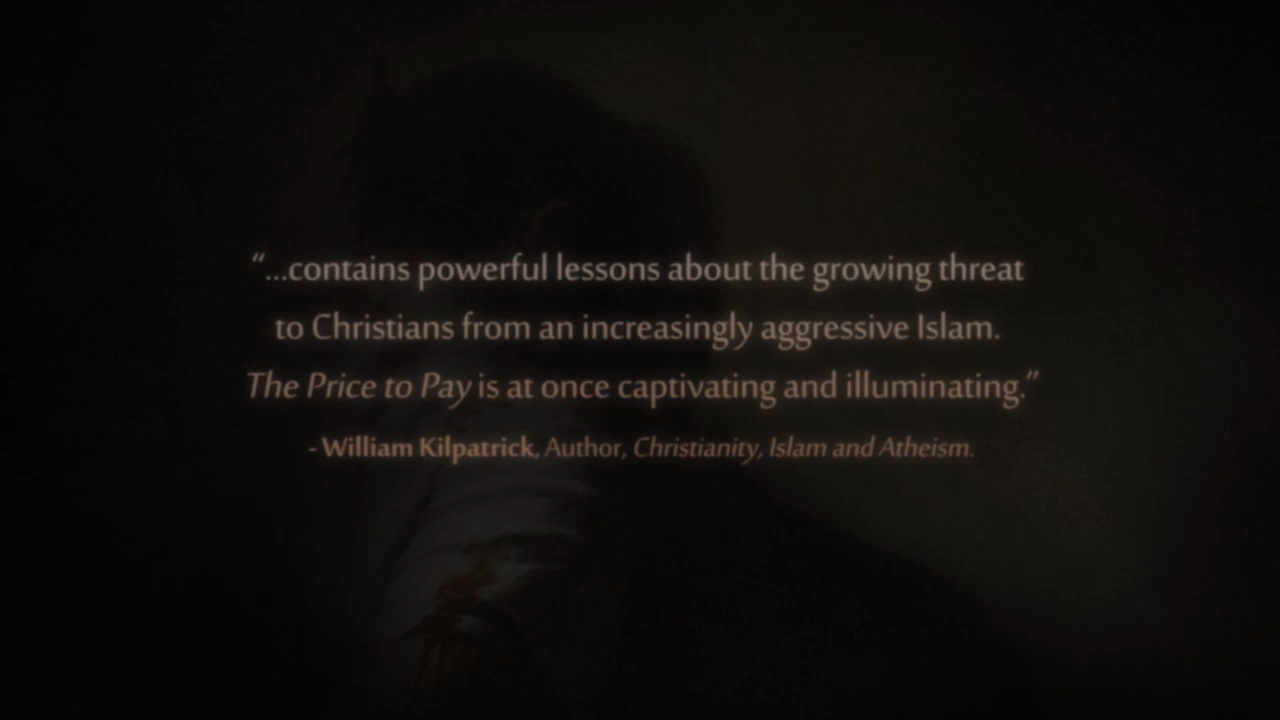 “...contains powerful lessons about the growing threat
to Christians from an increasingly aggressive Islam.
The Price to Pay is at once captivating and illuminating.”
- William Kilpatrick, Author, Christianity, Islam and Atheism.